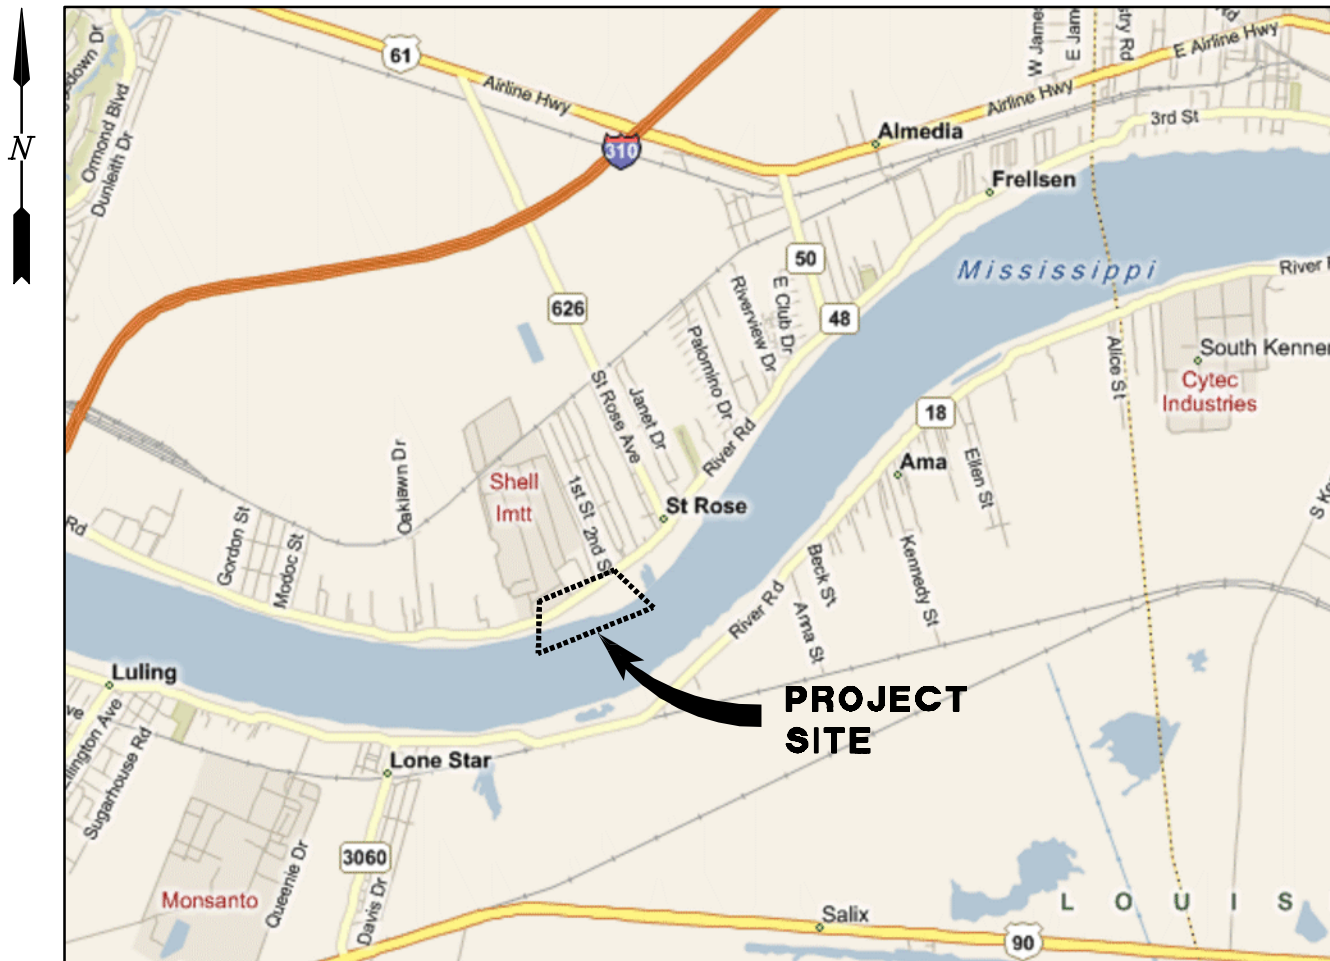 N
Ormond Blvd
Dunleith Dr
61
Airline Hwy
310
Almedia
Airline Hwy
E Airline Hwy
3rd St
Frellsen
Mississippi
River
50
48
626
E Club Dr
Riverview Dr
Palomino Dr
Janet Dr
St Rose Ave
River Rd
Alice St
South Kenner
Cytec
Industries
18
Ama
Ellen St
Oaklawn Dr
Shell
Imtt
1st St
2nd S
St Rose
Rd
Gordon St
Modoc St
Beck St
Kennedy St
Anna St
River Rd
Luling
PROJECT
SITE
Sugarhouse Rd
Lone Star
3060
Queenie Dr
Davis Dr
Monsanto
Salix
90
L O U I S